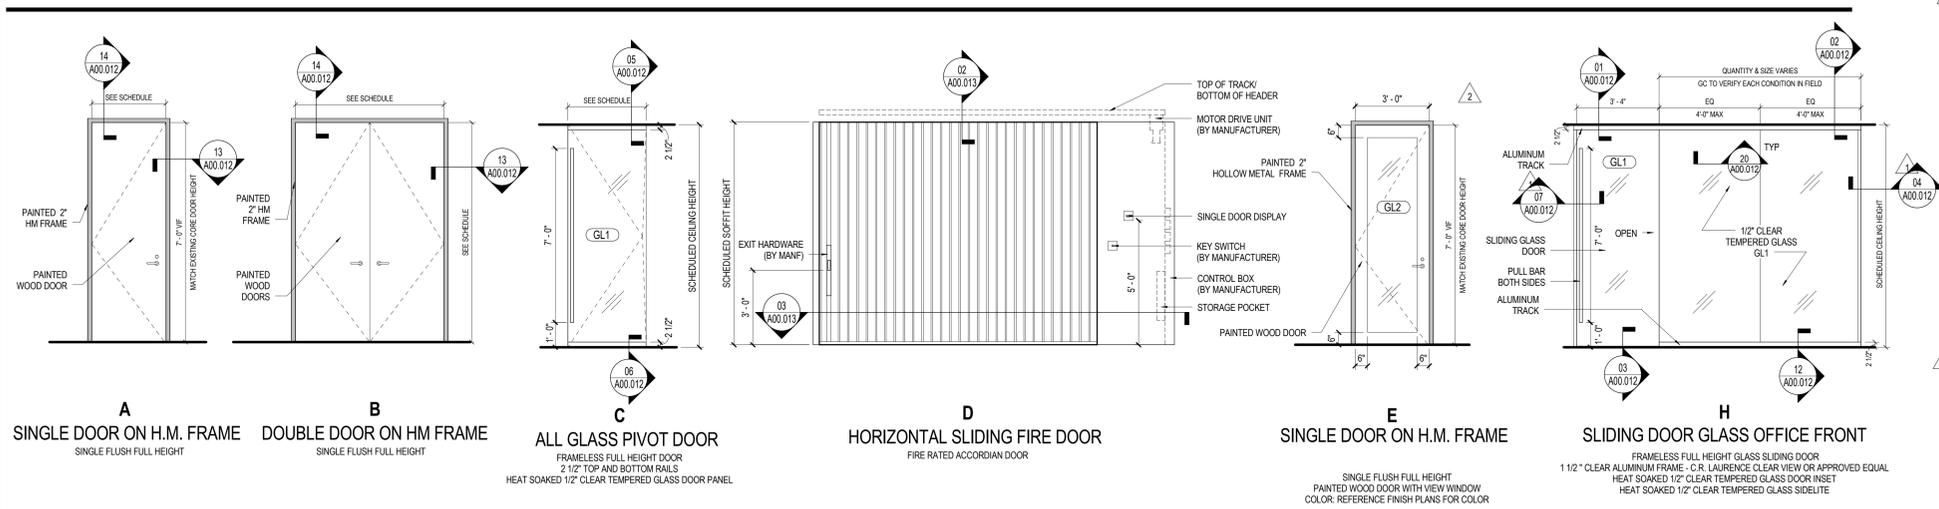 14
A00.012
SEE SCHEDULE
13
A00.012
PAINTED 2"
HM FRAME
7' - 0" VIF
MATCH EXISTING CORE DOOR HEIGHT
PAINTED
WOOD DOOR
A
SINGLE DOOR ON H.M. FRAME
SINGLE FLUSH FULL HEIGHT
14
A00.012
SEE SCHEDULE
13
A00.012
PAINTED
2" HM
FRAME
SEE SCHEDULE
PAINTED
WOOD
DOORS
B
DOUBLE DOOR ON HM FRAME
SINGLE FLUSH FULL HEIGHT
05
A00.012
SEE SCHEDULE
2 1/2"
7' - 0"
GL1
SCHEDULED CEILING HEIGHT
1' - 0"
2 1/2"
06
A00.012
C
ALL GLASS PIVOT DOOR
FRAMELESS FULL HEIGHT DOOR
2 1/2" TOP AND BOTTOM RAILS
HEAT SOAKED 1/2" CLEAR TEMPERED GLASS DOOR PANEL
02
A00.013
TOP OF TRACK/
BOTTOM OF HEADER
MOTOR DRIVE UNIT
(BY MANUFACTURER)
SCHEDULED SOFFIT HEIGHT
SINGLE DOOR DISPLAY
EXIT HARDWARE
(BY MANF)
KEY SWITCH
(BY MANUFACTURER)
CONTROL BOX
(BY MANUFACTURER)
5' - 0"
3' - 0"
STORAGE POCKET
03
A00.013
D
HORIZONTAL SLIDING FIRE DOOR
FIRE RATED ACCORDIAN DOOR
2
3' - 0"
6"
PAINTED 2"
HOLLOW METAL FRAME
GL2
7' - 0" VIF
MATCH EXISTING CORE DOOR HEIGHT
PAINTED WOOD DOOR
6"
6"
6"
E
SINGLE DOOR ON H.M. FRAME
SINGLE FLUSH FULL HEIGHT
PAINTED WOOD DOOR WITH VIEW WINDOW
COLOR: REFERENCE FINISH PLANS FOR COLOR
01
A00.012
02
A00.012
QUANTITY & SIZE VARIES
GC TO VERIFY EACH CONDITION IN FIELD
3' - 4"
EQ
4'-0" MAX
EQ
4'-0" MAX
2 1/2"
ALUMINUM
TRACK
GL1
20
A00.012
TYP
1
07
A00.012
1
04
A00.012
OPEN
7' - 0"
1/2" CLEAR
TEMPERED GLASS
GL1
SLIDING GLASS
DOOR
PULL BAR
BOTH SIDES
ALUMINUM
TRACK
SCHEDULED CEILING HEIGHT
1' - 0"
2 1/2"
03
A00.012
12
A00.012
H
SLIDING DOOR GLASS OFFICE FRONT
FRAMELESS FULL HEIGHT GLASS SLIDING DOOR
1 1/2 " CLEAR ALUMINUM FRAME - C.R. LAURENCE CLEAR VIEW OR APPROVED EQUAL
HEAT SOAKED 1/2" CLEAR TEMPERED GLASS DOOR INSET
HEAT SOAKED 1/2" CLEAR TEMPERED GLASS SIDELITE